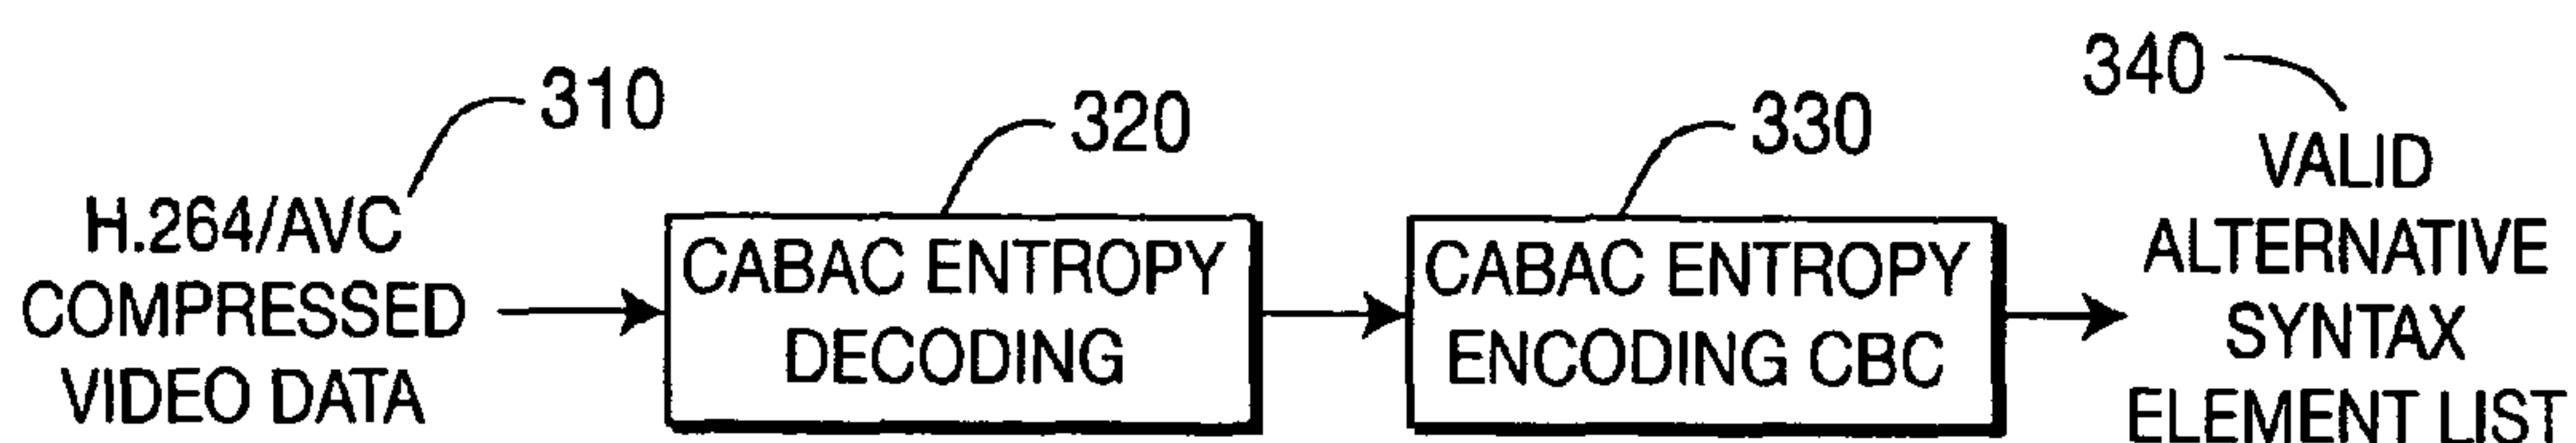 310
H.264/AVC
COMPRESSED
VIDEO DATA
320
CABAC ENTROPY
DECODING
330
CABAC ENTROPY
ENCODING CBC
340
VALID
ALTERNATIVE
SYNTAX
ELEMENT LIST